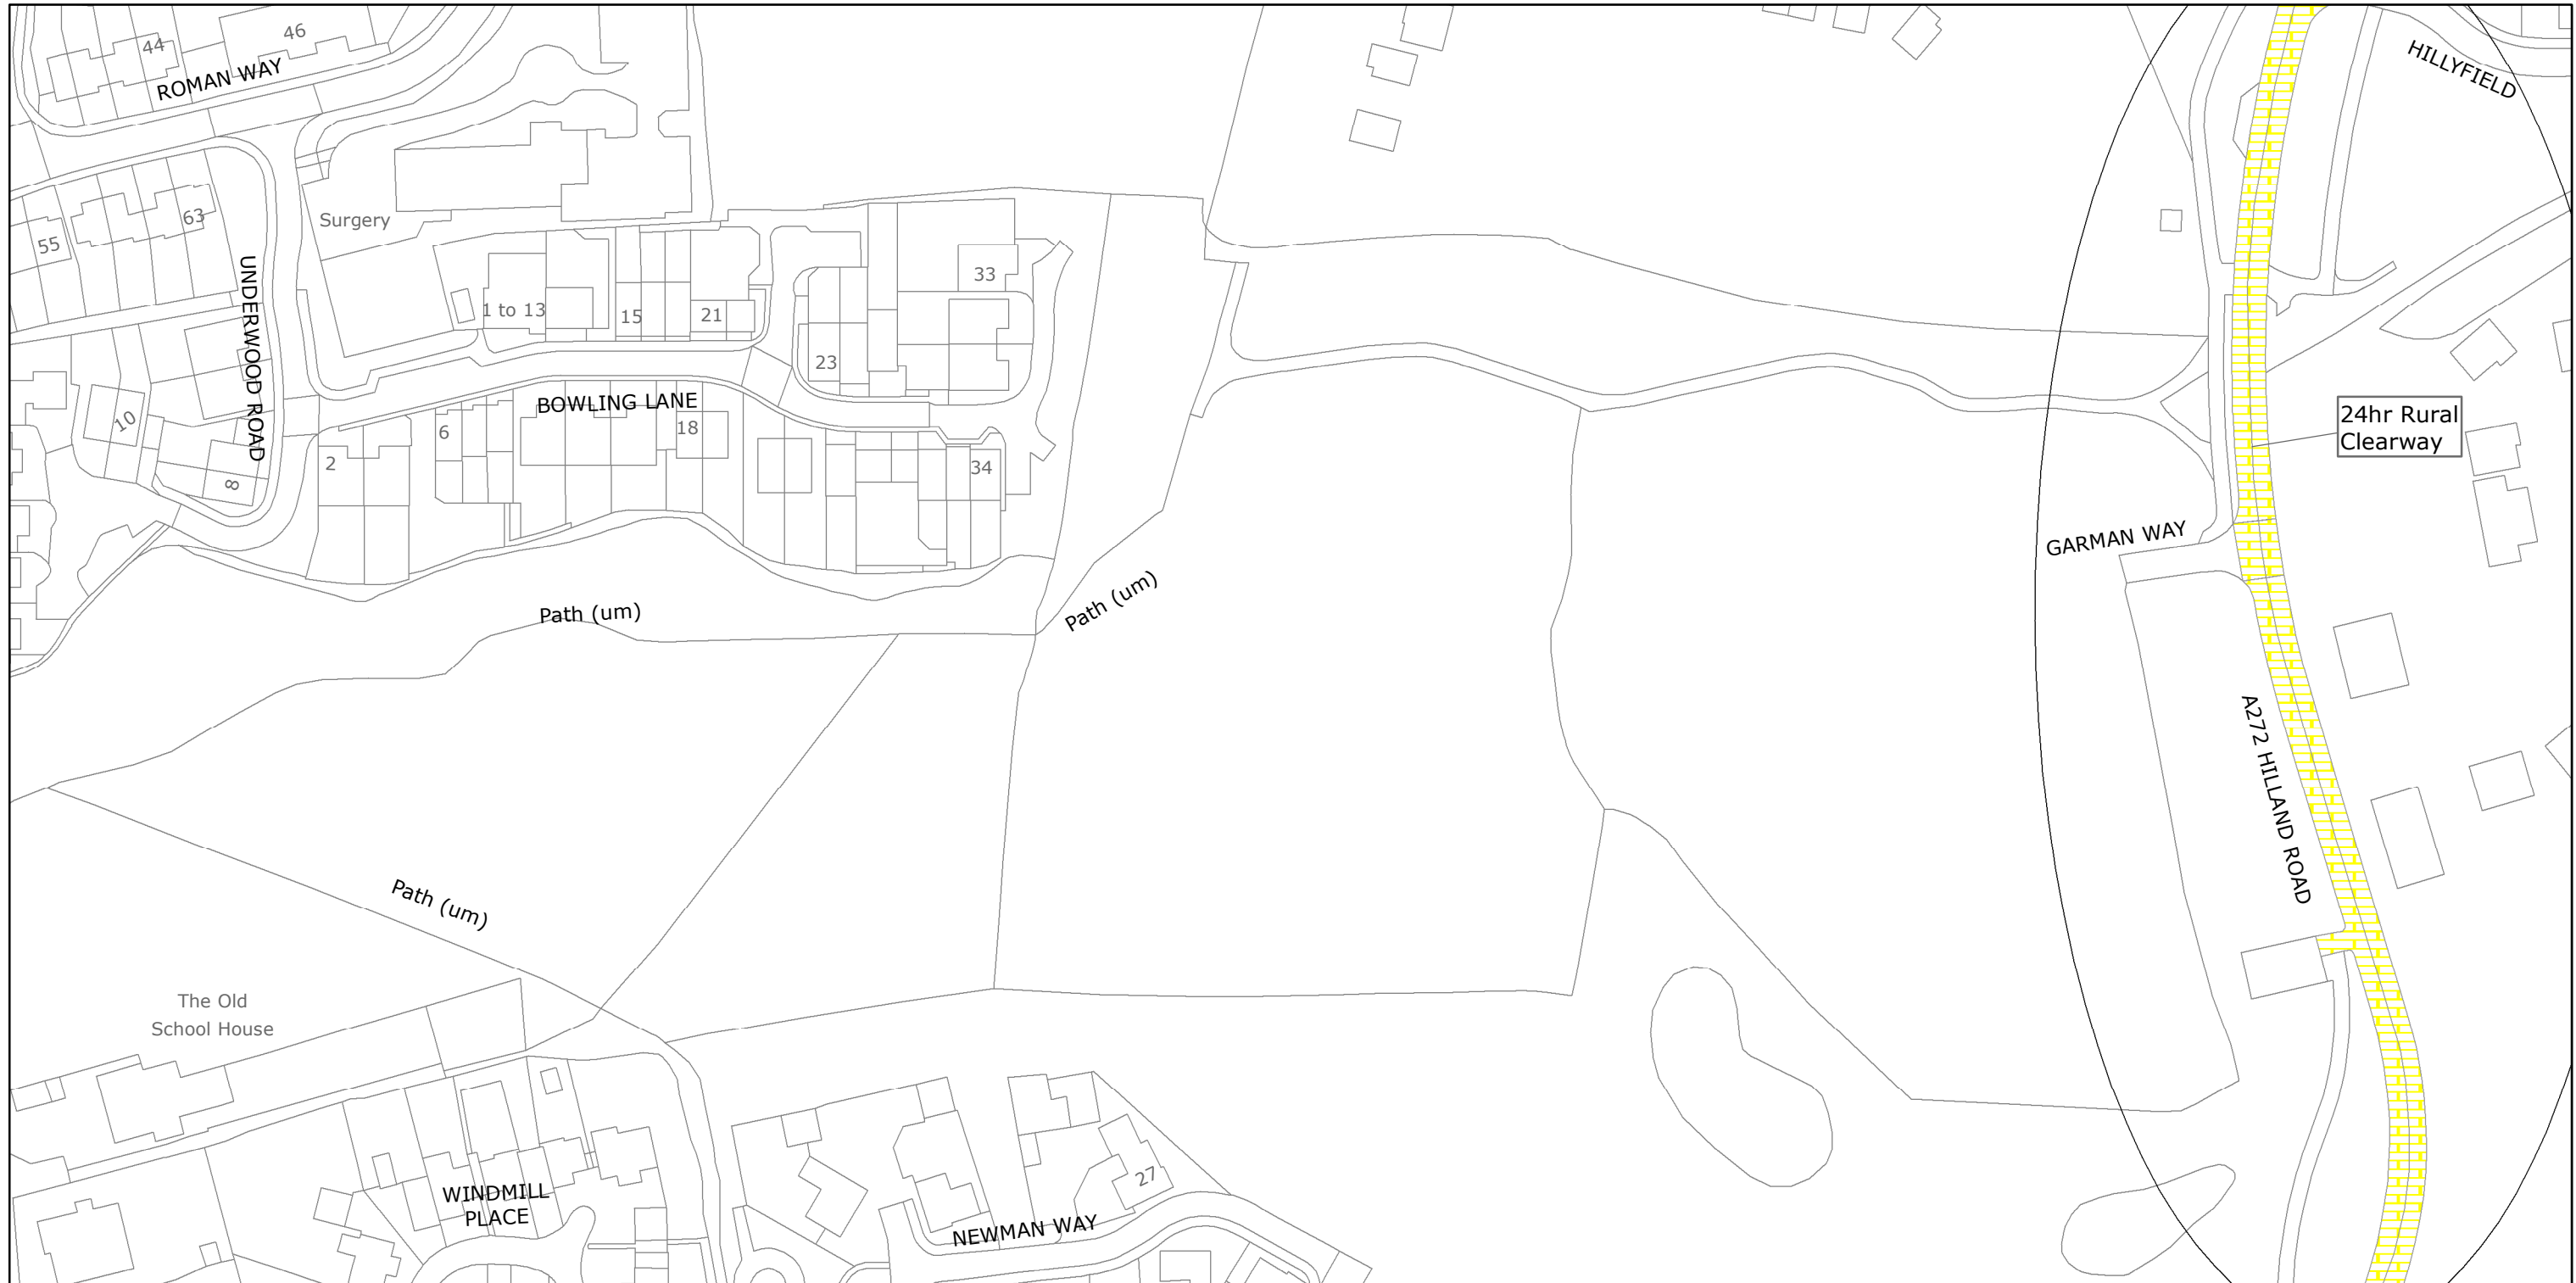 44
46
ROMAN WAY
HILLYFIELD
63
55
Surgery
UNDERWOOD ROAD
1 to 13
15
21
33
23
BOWLING LANE
10
6
18
2
34
8
24hr Rural
Clearway
GARMAN WAY
Path (um)
Path (um)
A272 HILLAND ROAD
Path (um)
The Old
School House
27
WINDMILL
PLACE
NEWMAN WAY